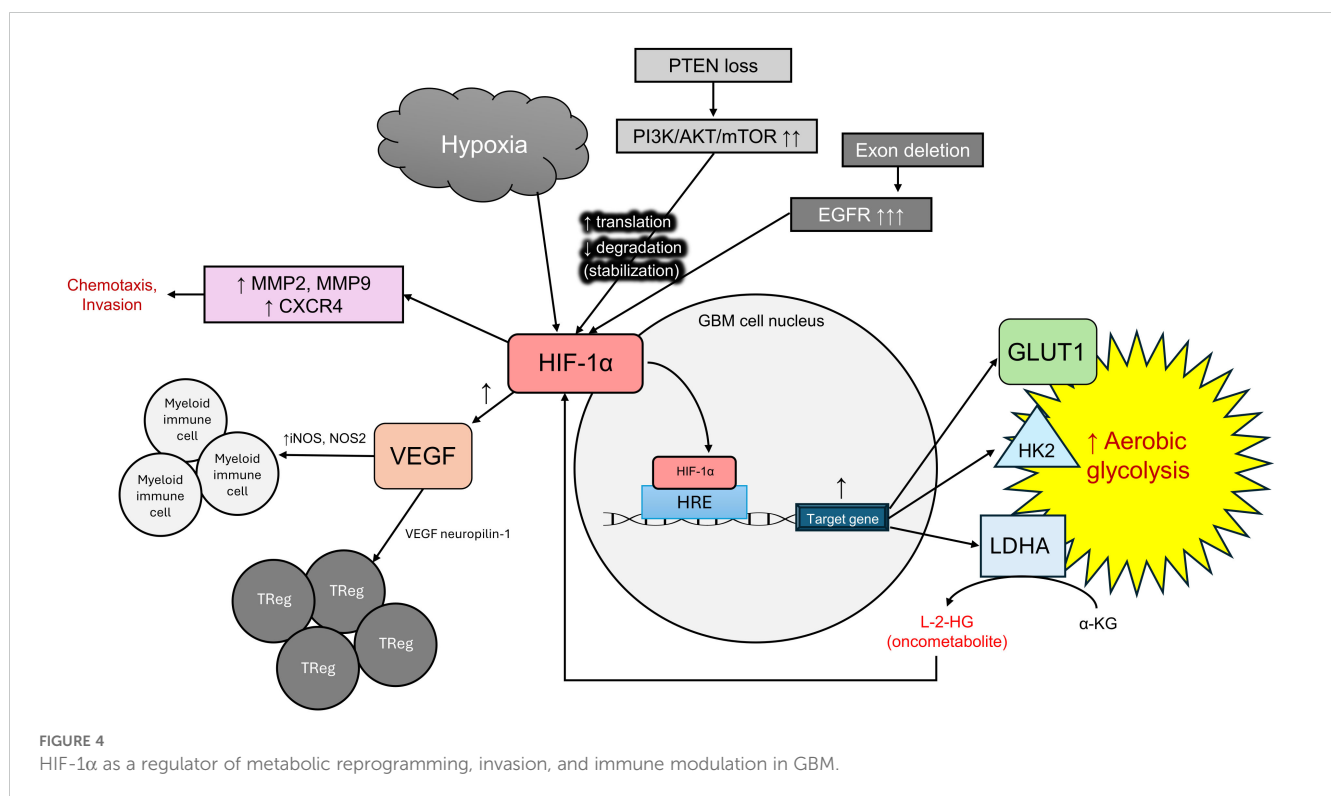 PTEN loss
PI3K/AKT/mTOR ↑↑
Hypoxia
Exon deletion
EGFR ↑↑↑
↑ translation
↓ degradation
(stabilization)
Chemotaxis,
Invasion
↑ MMP2, MMP9
↑ CXCR4
GBM cell nucleus
HIF-1α
GLUT1
↑
Myeloid
immune
cell
Myeloid
immune
cell
Myeloid
immune
cell
↑iNOS, NOS2
VEGF
HK2
↑ Aerobic
glycolysis
HIF-1α
HRE
↑
Target gene
VEGF neuropilin-1
LDHA
TReg
TReg
TReg
TReg
L-2-HG
(oncometabolite)
α-KG
FIGURE 4
HIF-1α as a regulator of metabolic reprogramming, invasion, and immune modulation in GBM.